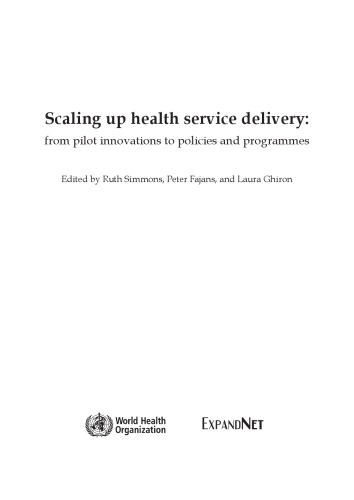 Scaling up health service delivery:
from pilot innovations to policies and programmes
Edited by Ruth Simmons, Peter Fajans, and Laura Ghiron
World Health
Organization
EXPANDNET